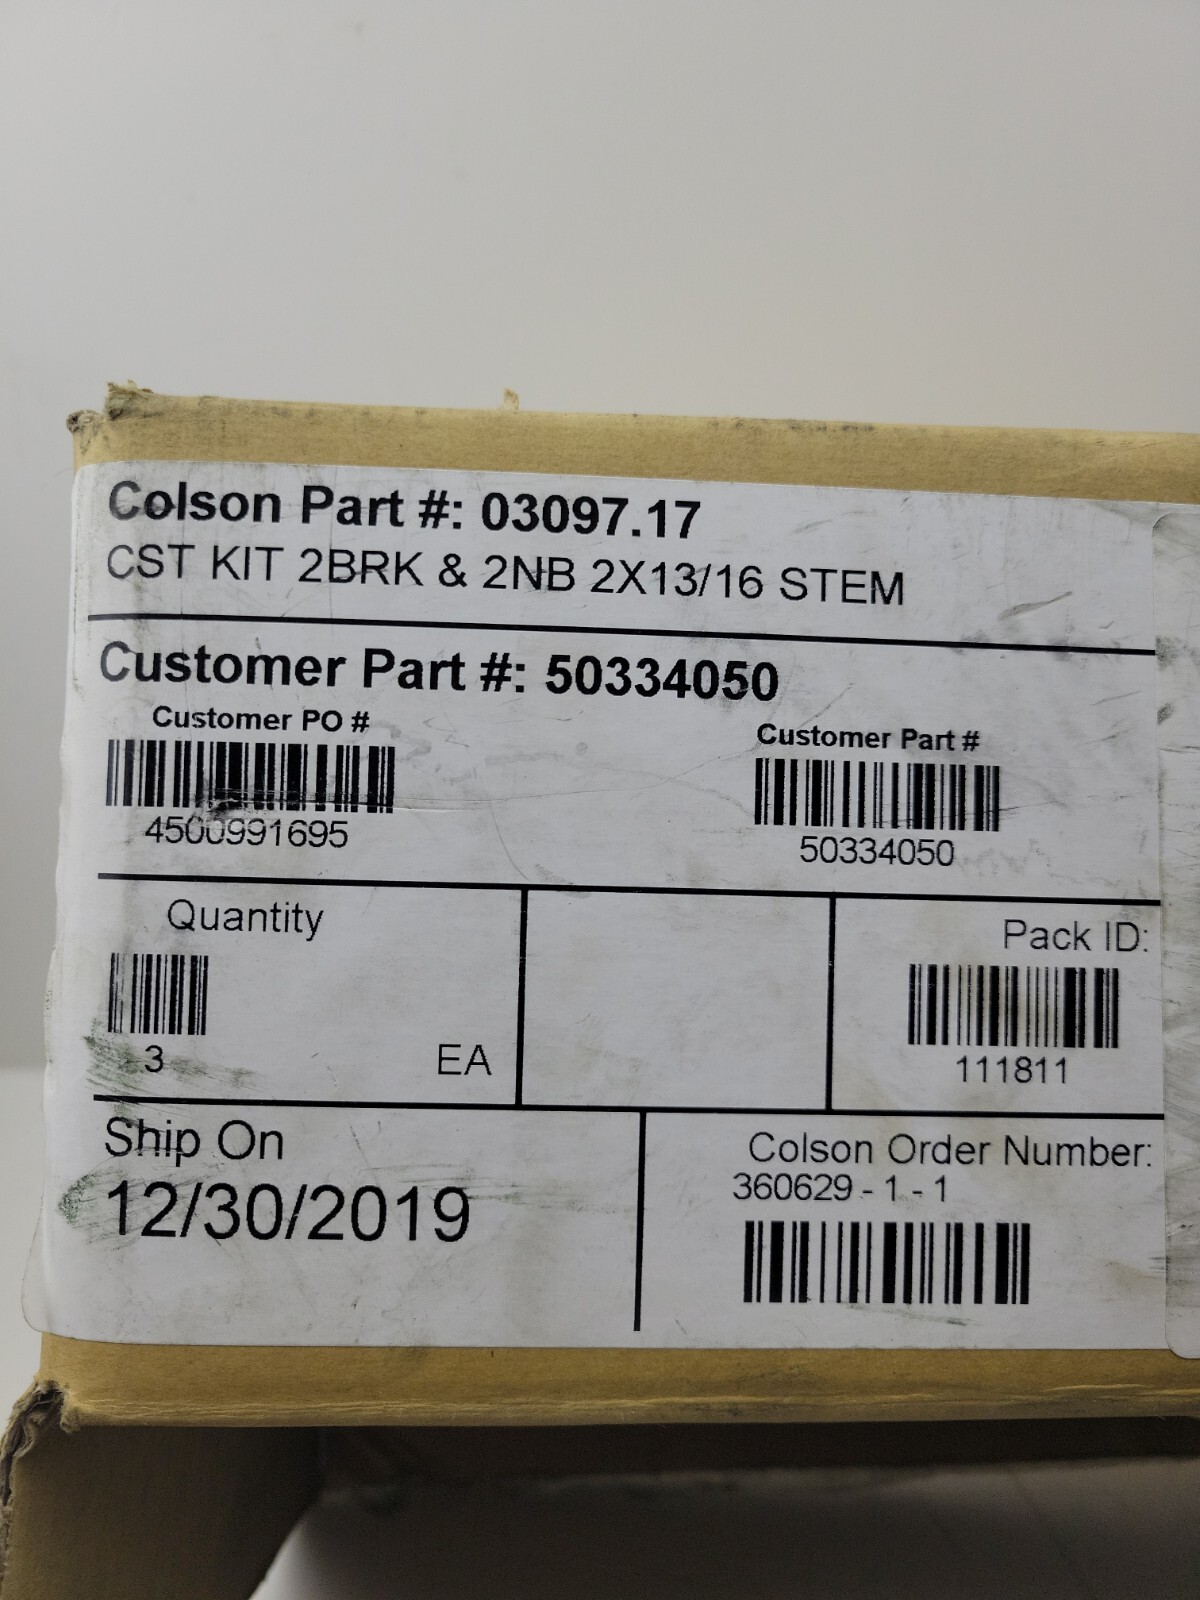 Colson Part #: 03097.17
CST KIT 2BRK & 2NB 2X13/16 STEM
Customer Part #: 50334050
Customer PO #
4500991695
Customer Part #
50334050
Quantity
3
EA
Pack ID:
111811
Ship On
12/30/2019
Colson Order Number:
360629 - 1 - 1